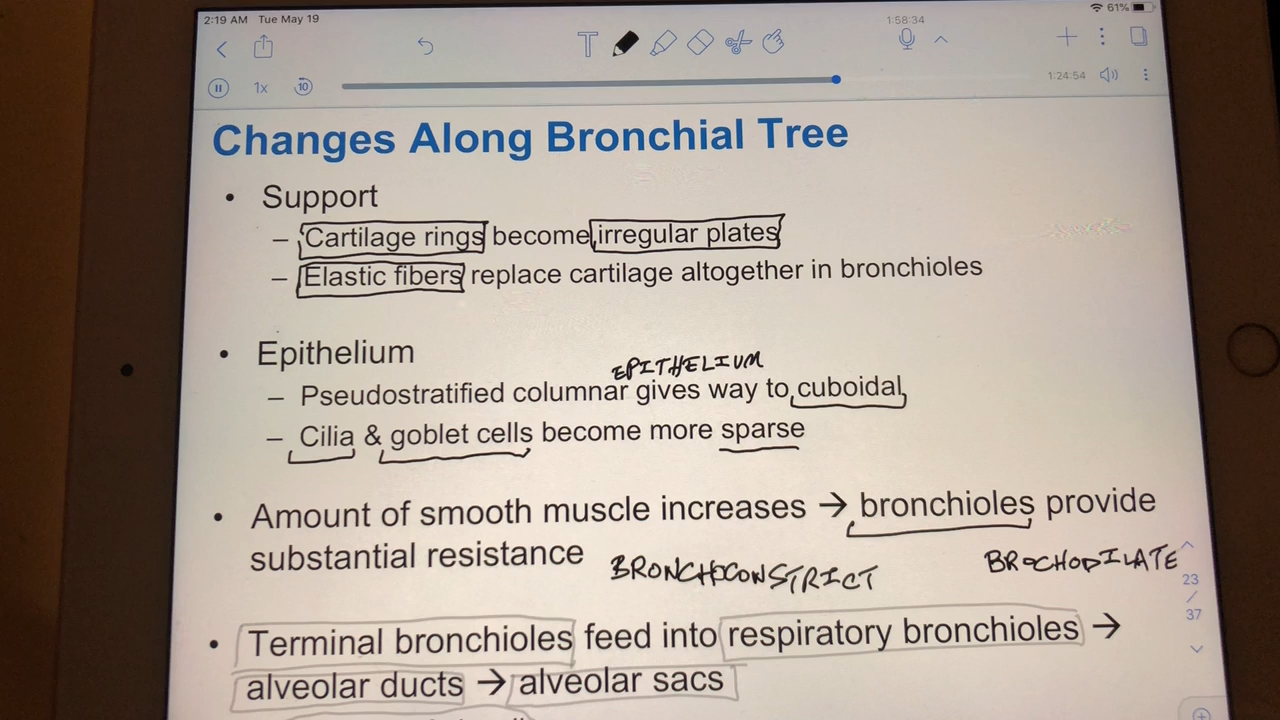 2:19 AM Tue May 19
61%
1:58:34
T
1x
10
1:24:54
Changes Along Bronchial Tree
• Support
– Cartilage rings become irregular plates
– Elastic fibers replace cartilage altogether in bronchioles
• Epithelium
EPITHELIUM
– Pseudostratified columnar gives way to cuboidal
– Cilia & goblet cells become more sparse
• Amount of smooth muscle increases → bronchioles provide
substantial resistance
BRONCHOCONSTRICT
BROCHODILATE
23
/
37
• Terminal bronchioles feed into respiratory bronchioles →
alveolar ducts → alveolar sacs